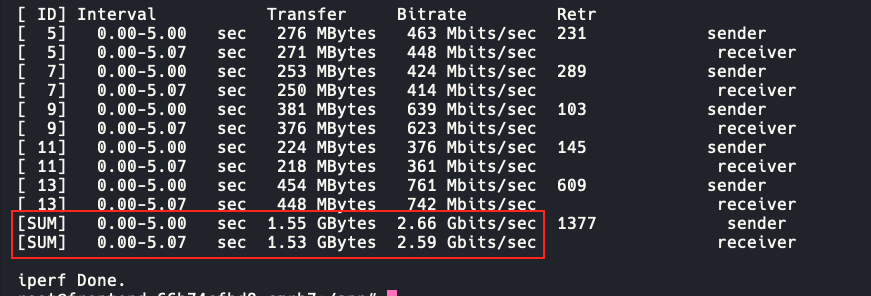 [ ID] Interval Transfer Bitrate Retr
[ 5] 0.00-5.00 sec 276 MBytes 463 Mbits/sec 231 sender
[ 5] 0.00-5.07 sec 271 MBytes 448 Mbits/sec receiver
[ 7] 0.00-5.00 sec 253 MBytes 424 Mbits/sec 289 sender
[ 7] 0.00-5.07 sec 250 MBytes 414 Mbits/sec receiver
[ 9] 0.00-5.00 sec 381 MBytes 639 Mbits/sec 103 sender
[ 9] 0.00-5.07 sec 376 MBytes 623 Mbits/sec receiver
[ 11] 0.00-5.00 sec 224 MBytes 376 Mbits/sec 145 sender
[ 11] 0.00-5.07 sec 218 MBytes 361 Mbits/sec receiver
[ 13] 0.00-5.00 sec 454 MBytes 761 Mbits/sec 609 sender
[ 13] 0.00-5.07 sec 448 MBytes 742 Mbits/sec receiver
[SUM] 0.00-5.00 sec 1.55 GBytes 2.66 Gbits/sec 1377 sender
[SUM] 0.00-5.07 sec 1.53 GBytes 2.59 Gbits/sec receiver
iperf Done.